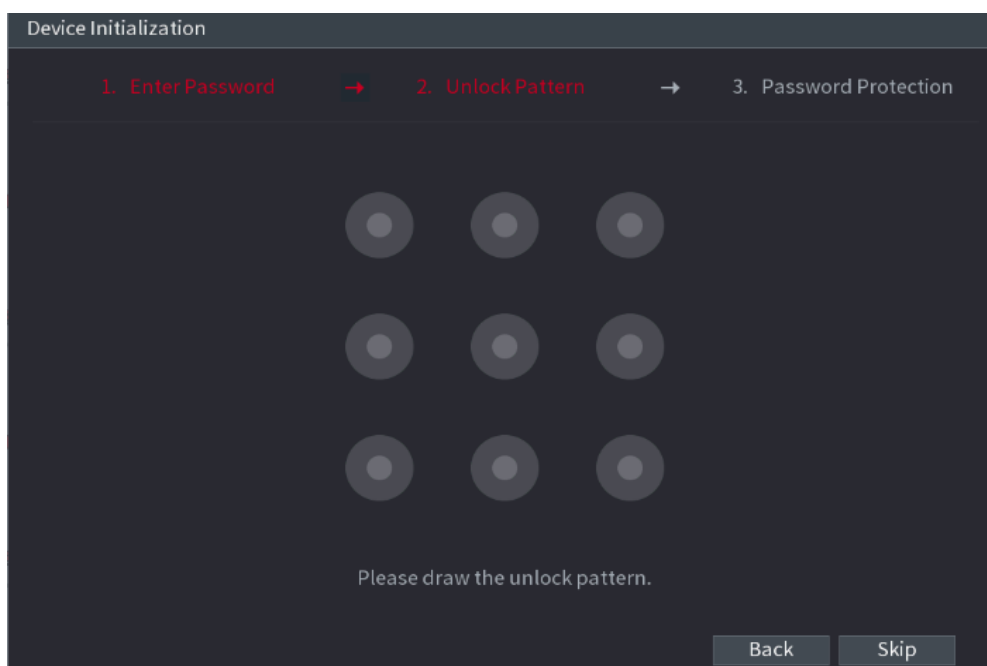 Device Initialization
1. Enter Password → 2. Unlock Pattern → 3. Password Protection
Please draw the unlock pattern.
Back Skip